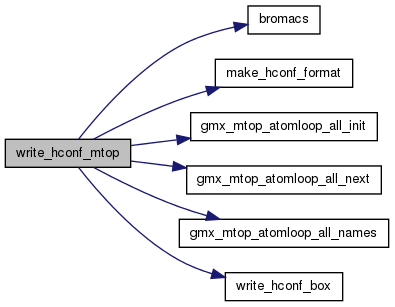 bromacs
make_hconf_format
gmx_mtop_atomloop_all_init
write_hconf_mtop
gmx_mtop_atomloop_all_next
gmx_mtop_atomloop_all_names
write_hconf_box